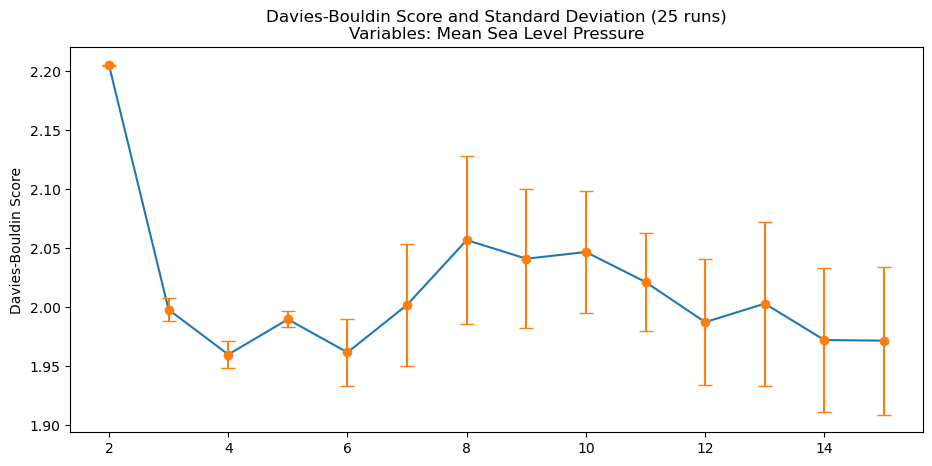 Davies-Bouldin Score and Standard Deviation (25 runs)
Variables: Mean Sea Level Pressure
Davies-Bouldin Score
2.20
2.15
2.10
2.05
2.00
1.95
1.90
2 4 6 8 10 12 14